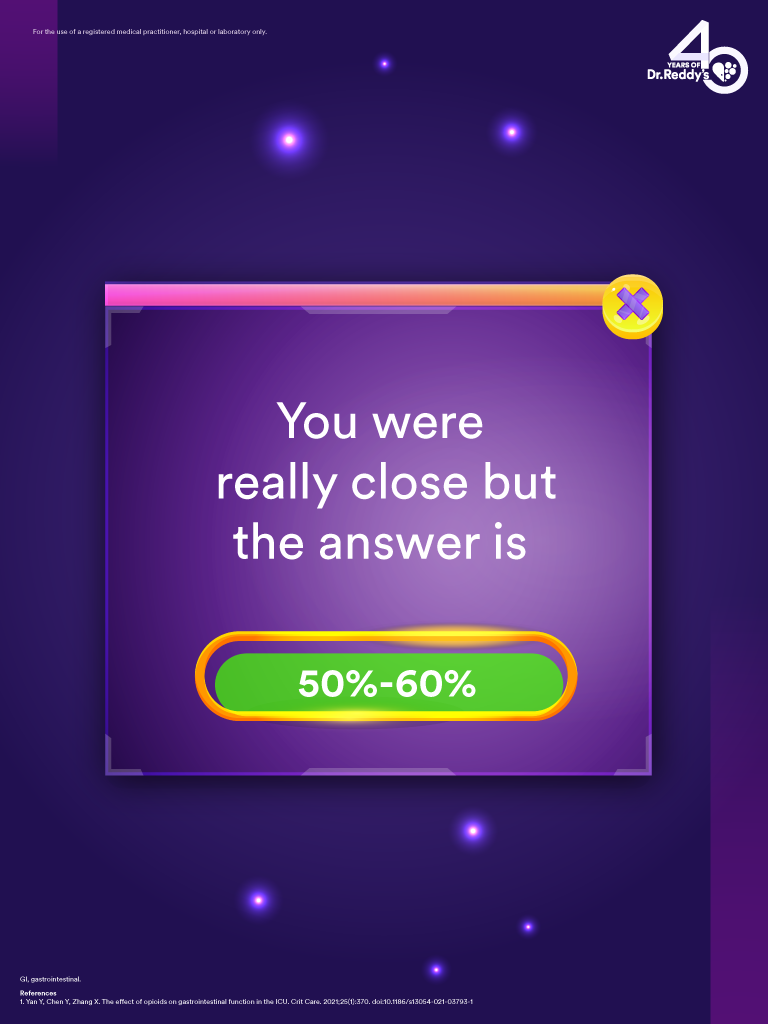 For the use of a registered medical practitioner, hospital or laboratory only.
40
YEARS OF
Dr.Reddy's
You were
really close but
the answer is
50%-60%
GI, gastrointestinal.
References
1. Yan Y, Chen Y, Zhang X. The effect of opioids on gastrointestinal function in the ICU. Crit Care. 2021;25(1):370. doi:10.1186/s13054-021-03793-1